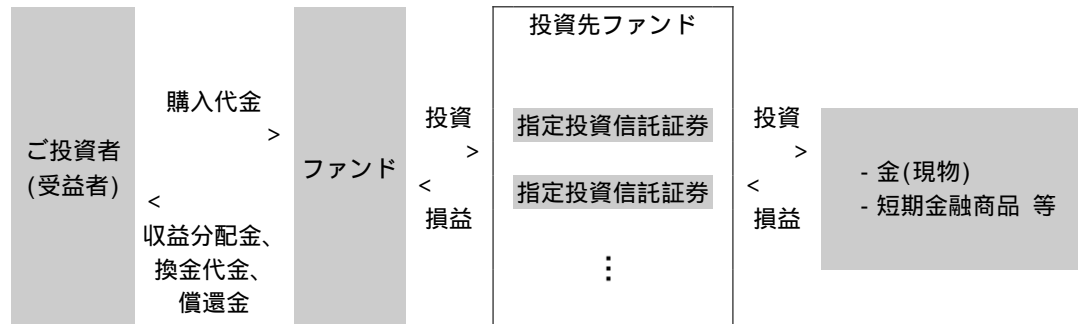 ご投資者
(受益者)
購入代金
>
<
収益分配金、
換金代金、
償還金
ファンド
投資
>
<
損益
投資先ファンド
指定投資信託証券
指定投資信託証券
⋮
投資
>
<
損益
- 金(現物)
- 短期金融商品 等